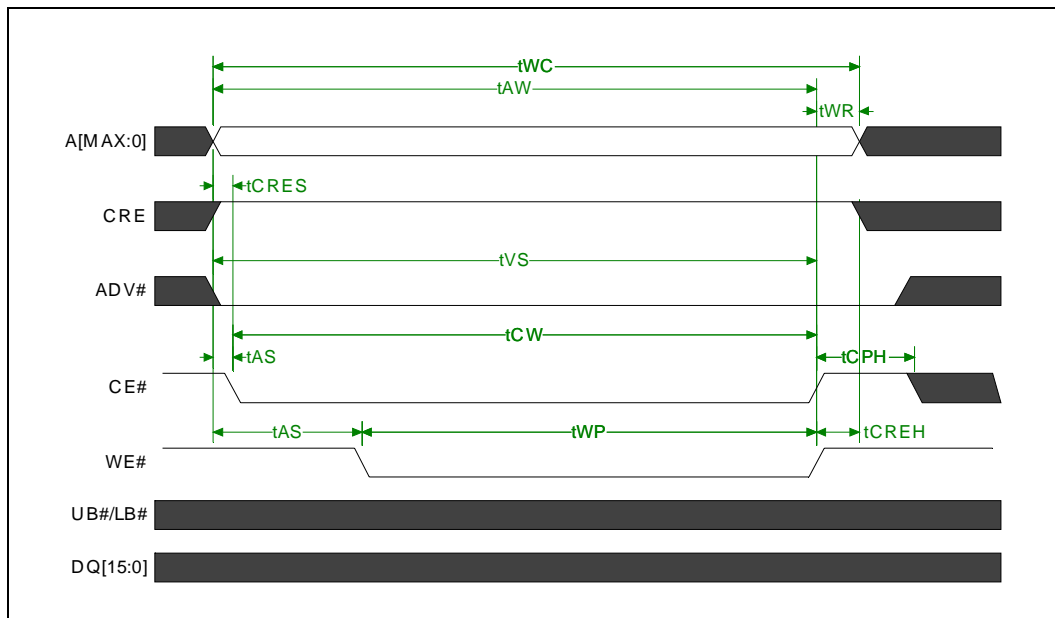 tWC
tAW
tWR
A[MAX:0]
tCRES
CRE
tVS
ADV#
tCW
tAS
tCPH
CE#
tAS
tWP
tCREH
WE#
UB#/LB#
DQ[15:0]